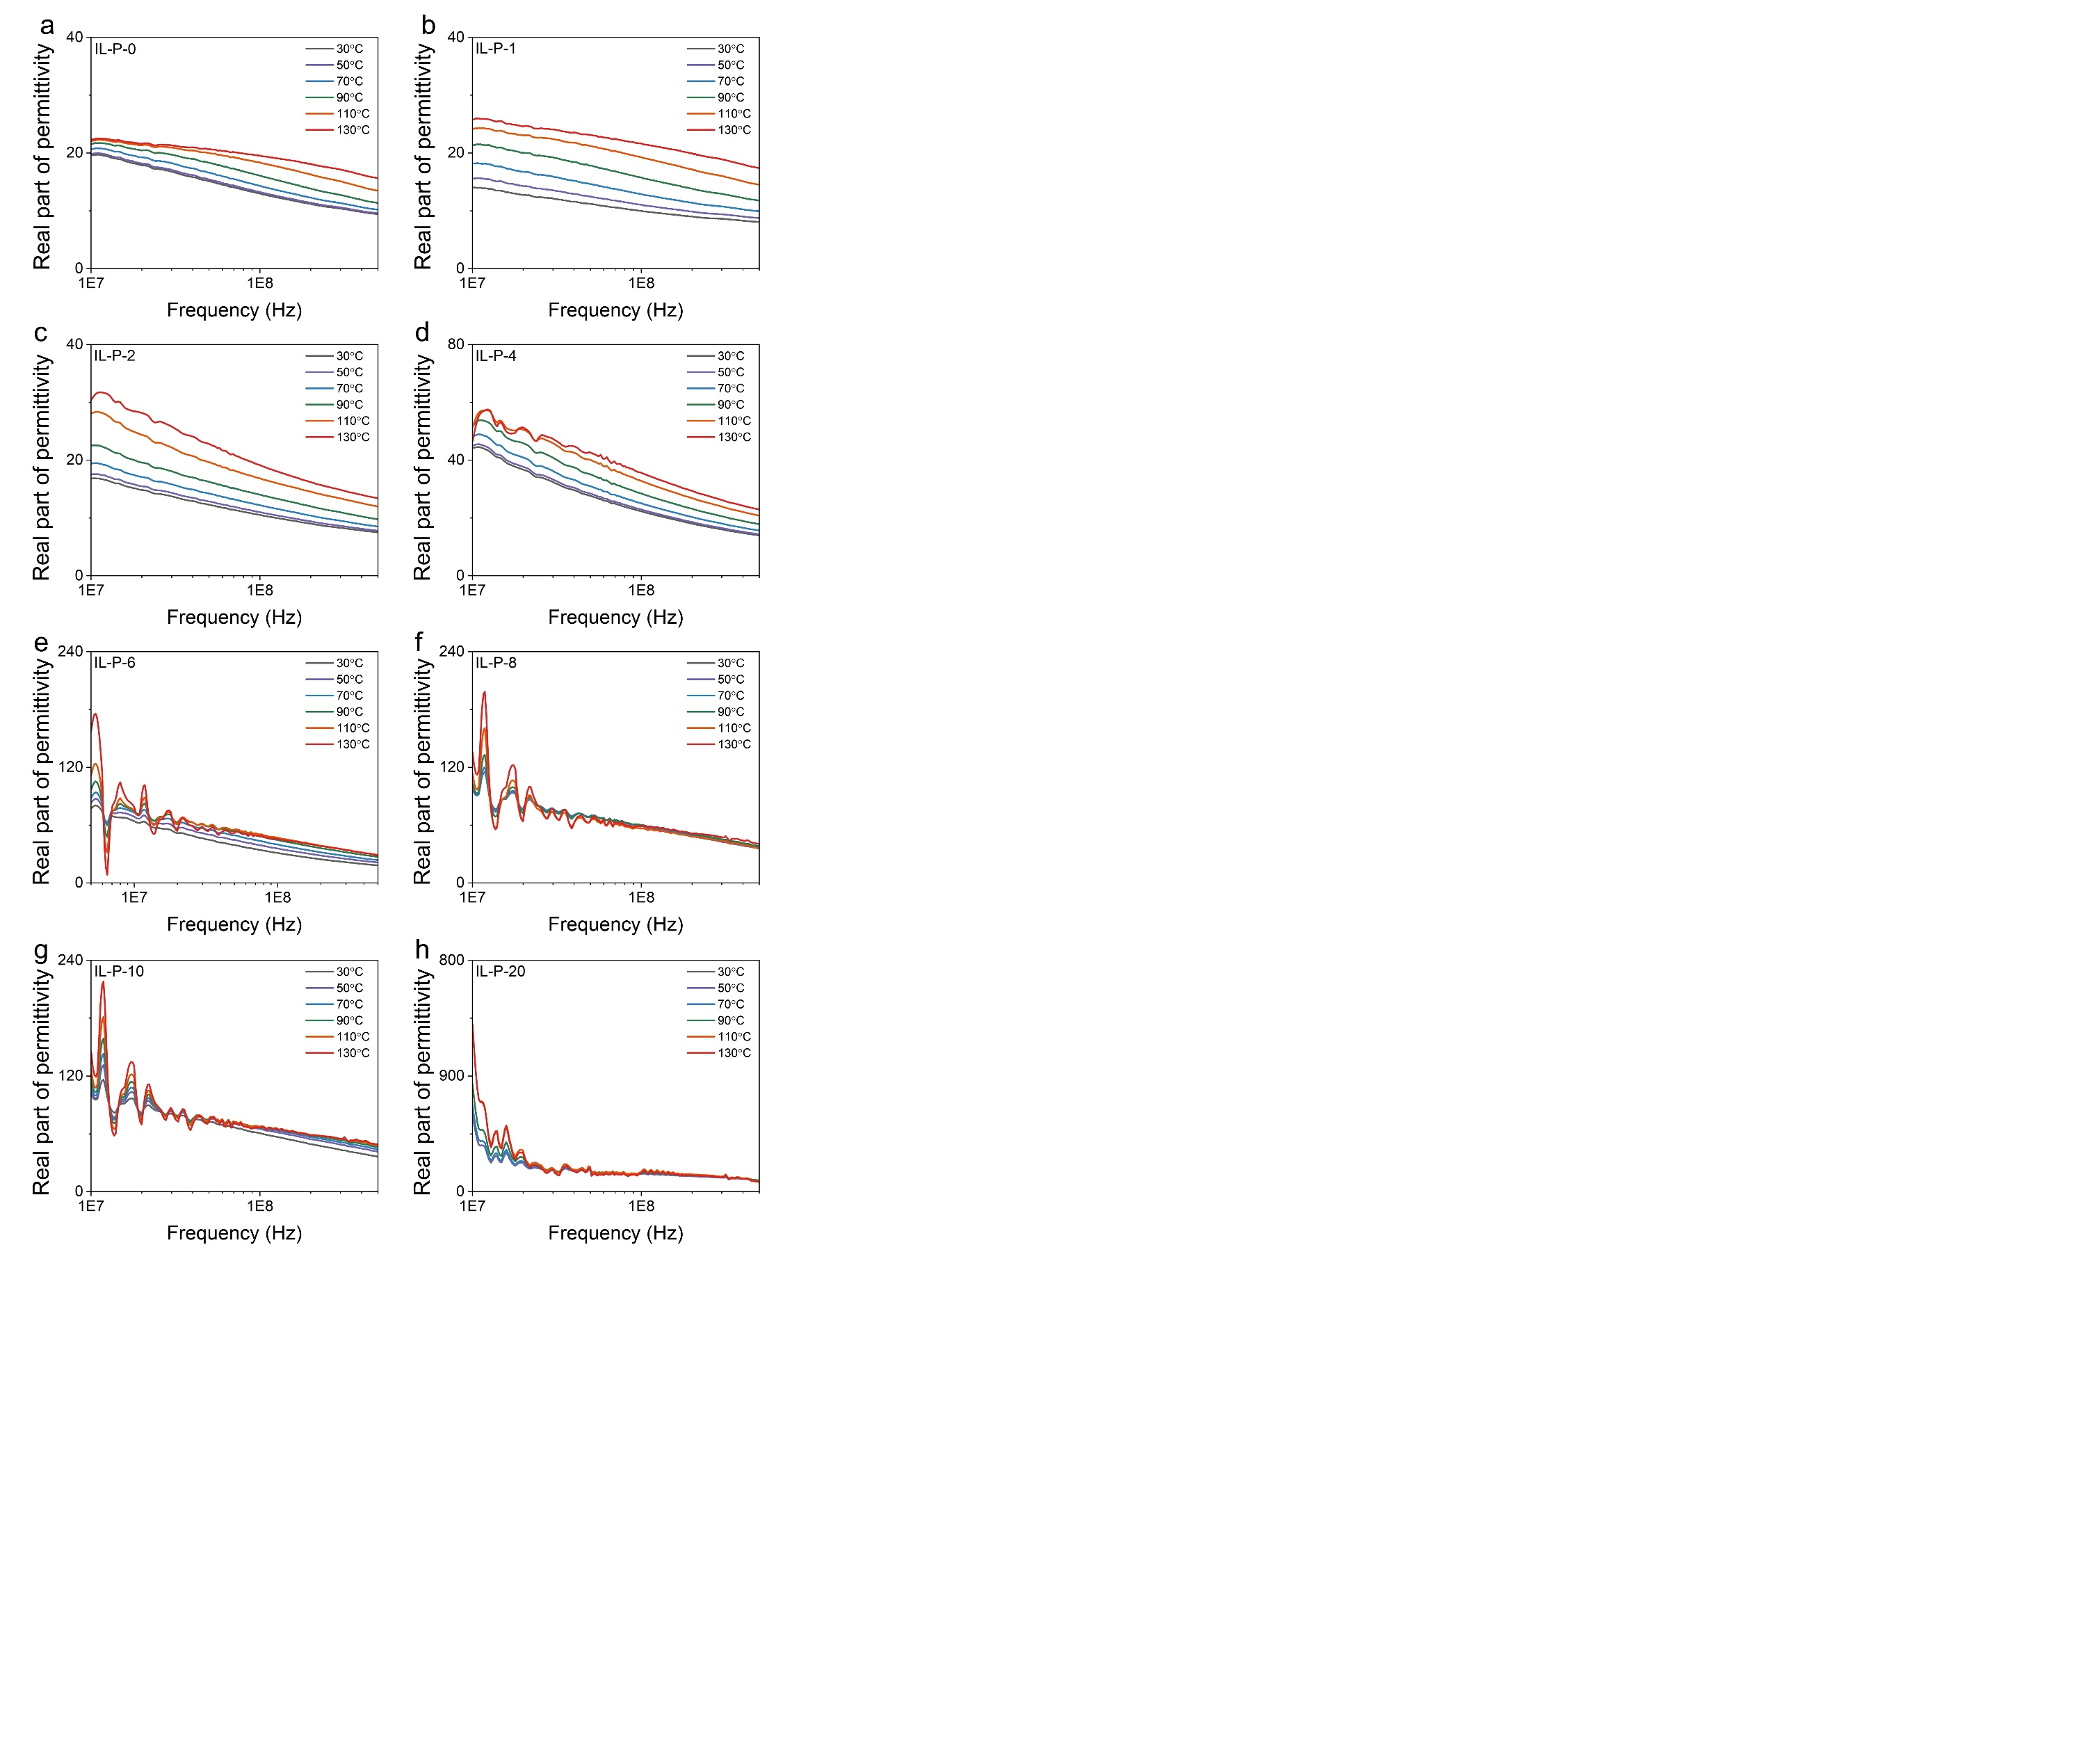 a
Real part of permittivity
40
20
0
IL-P-0
30°C
50°C
70°C
90°C
110°C
130°C
1E7
1E8
Frequency (Hz)
b
Real part of permittivity
40
20
0
IL-P-1
30°C
50°C
70°C
90°C
110°C
130°C
1E7
1E8
Frequency (Hz)
c
Real part of permittivity
40
20
0
IL-P-2
30°C
50°C
70°C
90°C
110°C
130°C
1E7
1E8
Frequency (Hz)
d
Real part of permittivity
80
40
0
IL-P-4
30°C
50°C
70°C
90°C
110°C
130°C
1E7
1E8
Frequency (Hz)
e
Real part of permittivity
240
120
0
IL-P-6
30°C
50°C
70°C
90°C
110°C
130°C
1E7
1E8
Frequency (Hz)
f
Real part of permittivity
240
120
0
IL-P-8
30°C
50°C
70°C
90°C
110°C
130°C
1E7
1E8
Frequency (Hz)
g
Real part of permittivity
240
120
0
IL-P-10
30°C
50°C
70°C
90°C
110°C
130°C
1E7
1E8
Frequency (Hz)
h
Real part of permittivity
800
900
0
IL-P-20
30°C
50°C
70°C
90°C
110°C
130°C
1E7
1E8
Frequency (Hz)